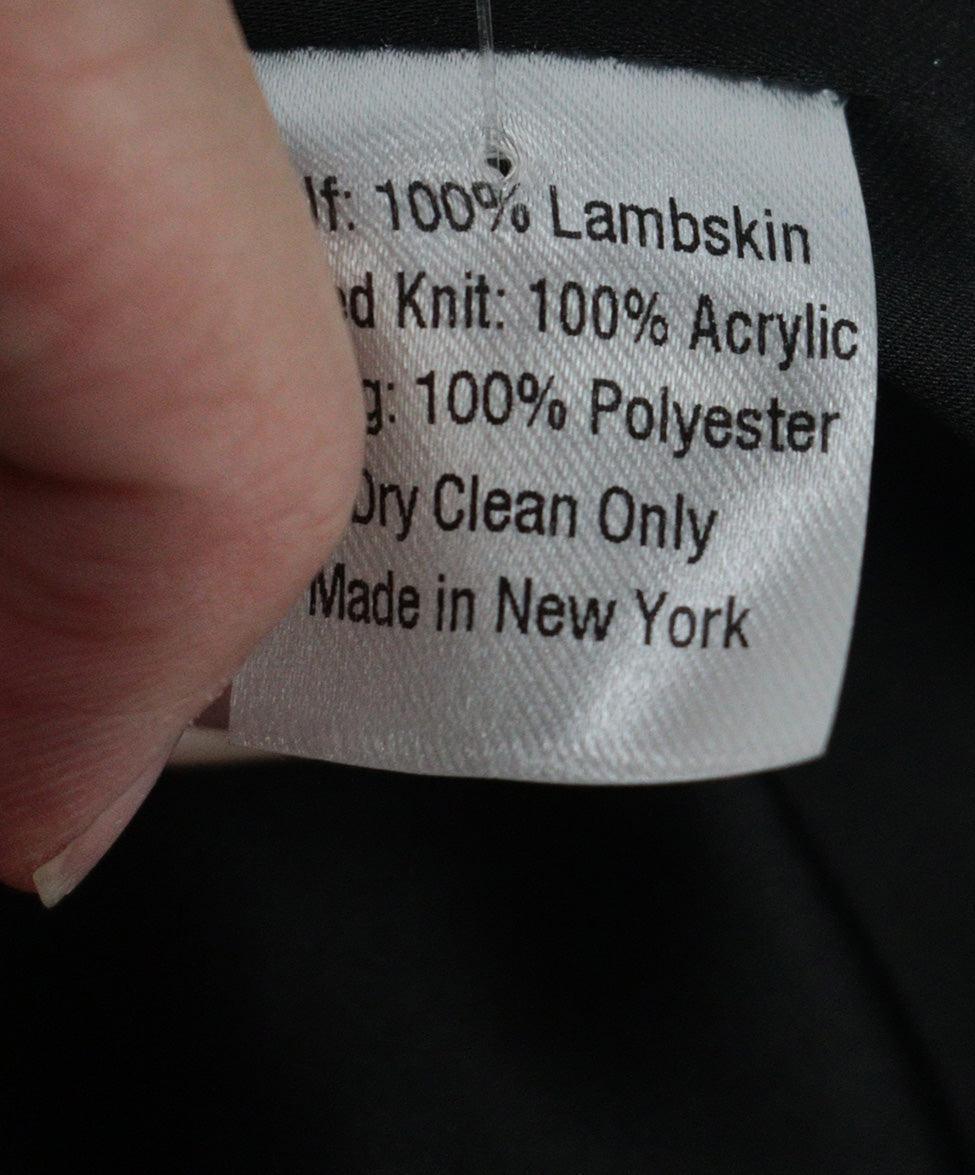 lf: 100% Lambskin
ed Knit: 100% Acrylic
g: 100% Polyester
Dry Clean Only
Made in New York